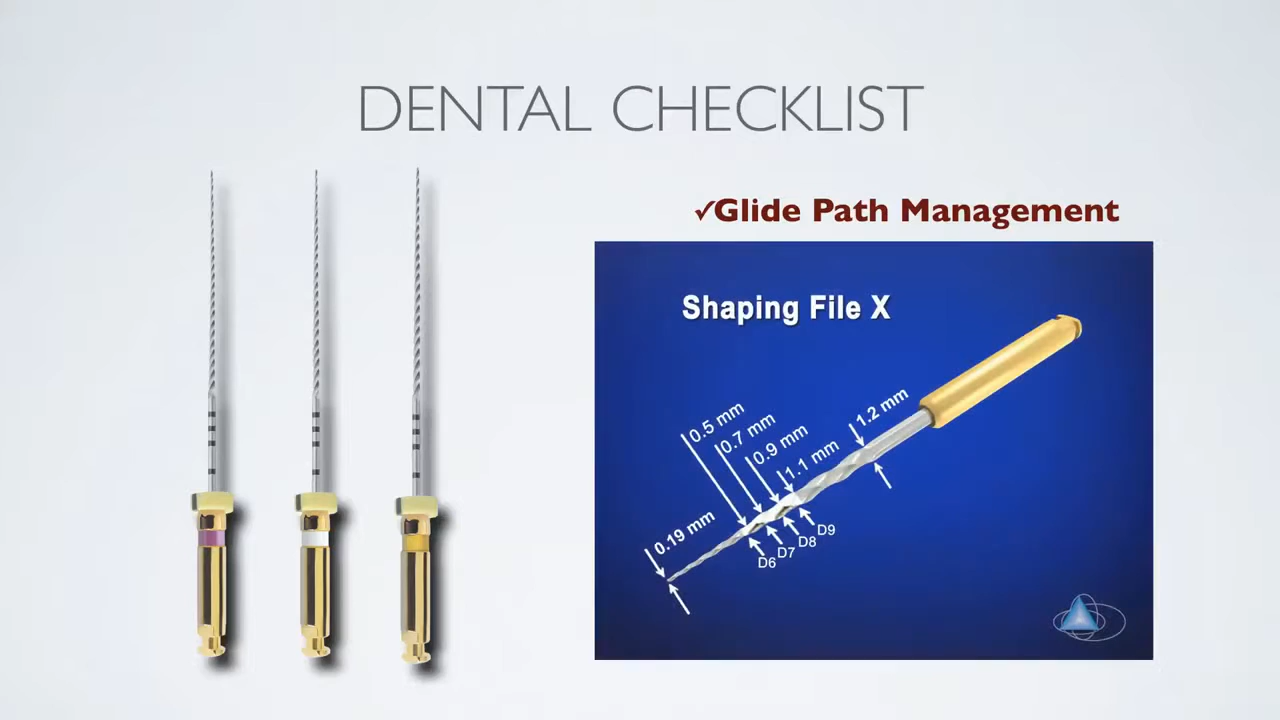 DENTAL CHECKLIST
✓Glide Path Management
Shaping File X
1.2 mm
0.5 mm
0.7 mm
0.9 mm
1.1 mm
0.19 mm
D9
D8
D7
D6